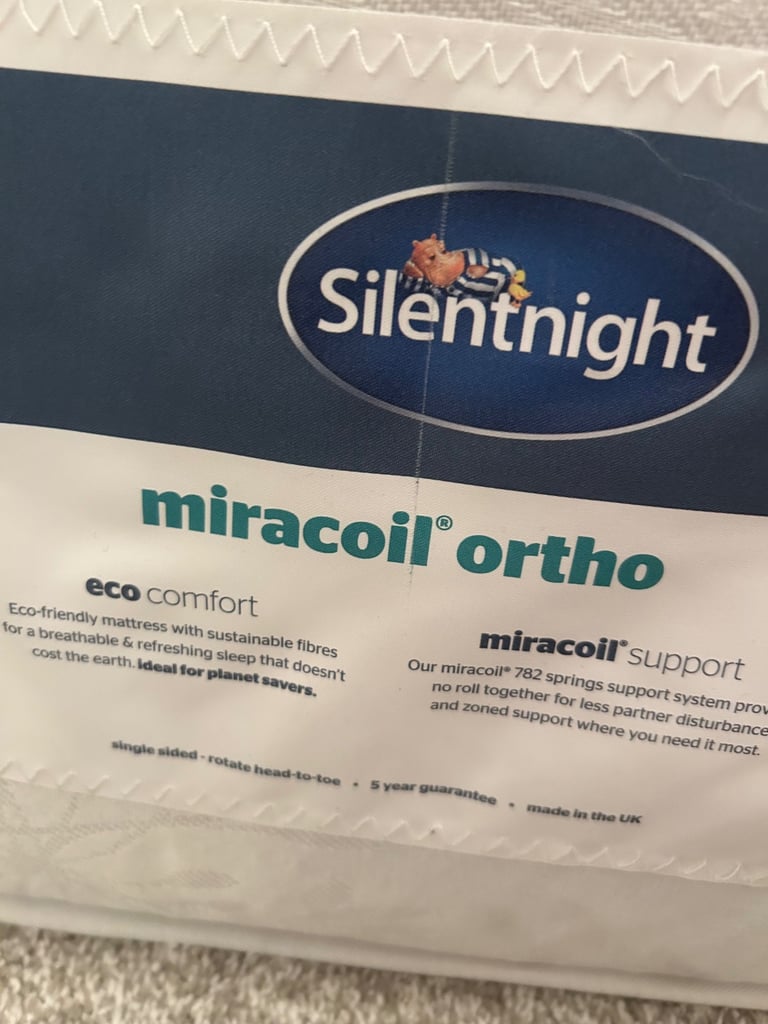 Silentnight
miracoil® ortho
eco comfort
Eco-friendly mattress with sustainable fibres
for a breathable & refreshing sleep that doesn't
cost the earth. Ideal for planet savers.
miracoil® support
Our miracoil® 782 springs support system
no roll together for less partner disturbance
and zoned support where you need it most.
single sided · rotate head-to-toe · 5 year guarantee · made in the UK